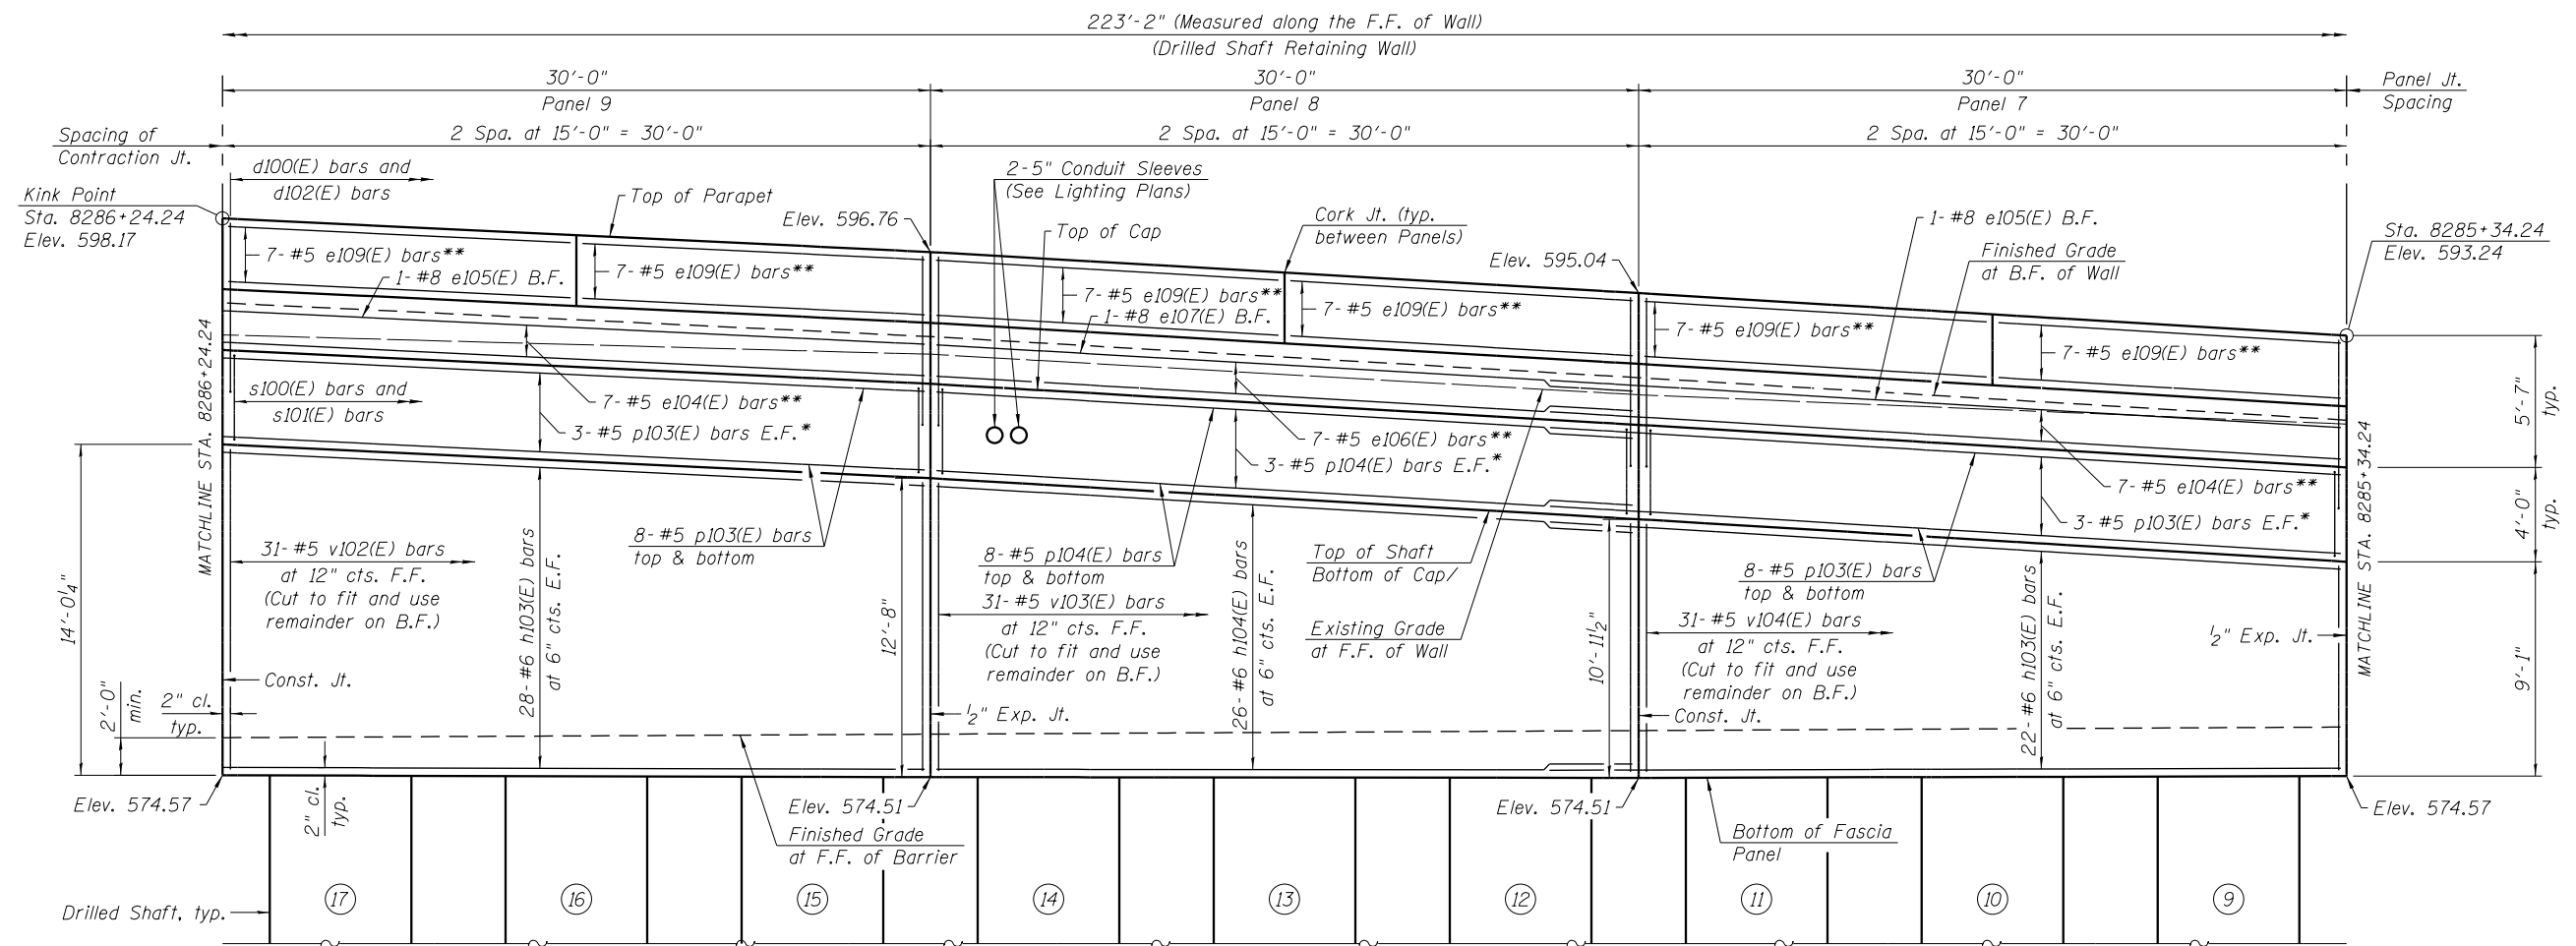 223'-2" (Measured along the F.F. of Wall)
(Drilled Shaft Retaining Wall)
30'-0"
Panel 9
30'-0"
Panel 8
30'-0"
Panel 7
Panel Jt.
Spacing
Spacing of
Contraction Jt.
2 Spa. at 15'-0" = 30'-0"
2 Spa. at 15'-0" = 30'-0"
2 Spa. at 15'-0" = 30'-0"
d100(E) bars and
d102(E) bars
Kink Point
Sta. 8286+24.24
Elev. 598.17
Top of Parapet
Elev. 596.76
2-5" Conduit Sleeves
(See Lighting Plans)
Top of Cap
Cork Jt. (typ.
between Panels)
Elev. 595.04
1-#8 e105(E) B.F.
Finished Grade
at B.F. of Wall
Sta. 8285+34.24
Elev. 593.24
7-#5 e109(E) bars**
1-#8 e105(E) B.F.
7-#5 e109(E) bars**
7-#5 e109(E) bars**
1-#8 e107(E) B.F.
7-#5 e109(E) bars**
7-#5 e109(E) bars**
7-#5 e109(E) bars**
MATCHLINE STA. 8286+24.24
s100(E) bars and
s101(E) bars
7-#5 e104(E) bars**
3-#5 p103(E) bars E.F.*
7-#5 e106(E) bars**
3-#5 p104(E) bars E.F.*
7-#5 e104(E) bars**
3-#5 p103(E) bars E.F.*
MATCHLINE STA. 8285+34.24
5'-7"
typ.
4'-0"
typ.
9'-1"
14'-0¼"
2'-0"
min.
2" cl.
typ.
31-#5 v102(E) bars
at 12" cts. F.F.
(Cut to fit and use
remainder on B.F.)
28-#6 h103(E) bars
at 6" cts. E.F.
8-#5 p103(E) bars
top & bottom
12'-8"
8-#5 p104(E) bars
top & bottom
31-#5 v103(E) bars
at 12" cts. F.F.
(Cut to fit and use
remainder on B.F.)
26-#6 h104(E) bars
at 6" cts. E.F.
Top of Shaft
Bottom of Cap/
Existing Grade
at F.F. of Wall
10'-11½"
8-#5 p103(E) bars
top & bottom
31-#5 v104(E) bars
at 12" cts. F.F.
(Cut to fit and use
remainder on B.F.)
22-#6 h103(E) bars
at 6" cts. E.F.
½" Exp. Jt.
Const. Jt.
½" Exp. Jt.
Const. Jt.
Elev. 574.57
2" cl.
typ.
Elev. 574.51
Finished Grade
at F.F. of Barrier
Elev. 574.51
Bottom of Fascia
Panel
Elev. 574.57
Drilled Shaft, typ.
17
16
15
14
13
12
11
10
9